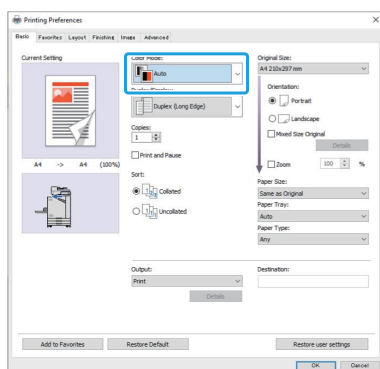 Printing Preferences
Basic Favorites Layout Finishing Image Advanced
Current Setting
A4 -> A4 (100%)
Color Mode:
Auto
Duplex (Long Edge)
Copies:
1
Print and Pause
Sort:
Collated
Uncollated
Original Size:
A4 210x297 mm
Orientation:
Portrait
Landscape
Mixed Size Original
Details
Zoom 100 %
Paper Size:
Same as Original
Paper Tray:
Auto
Paper Type:
Any
Output:
Print
Details
Destination:
Add to Favorites Restore Default Restore user settings
OK Cancel